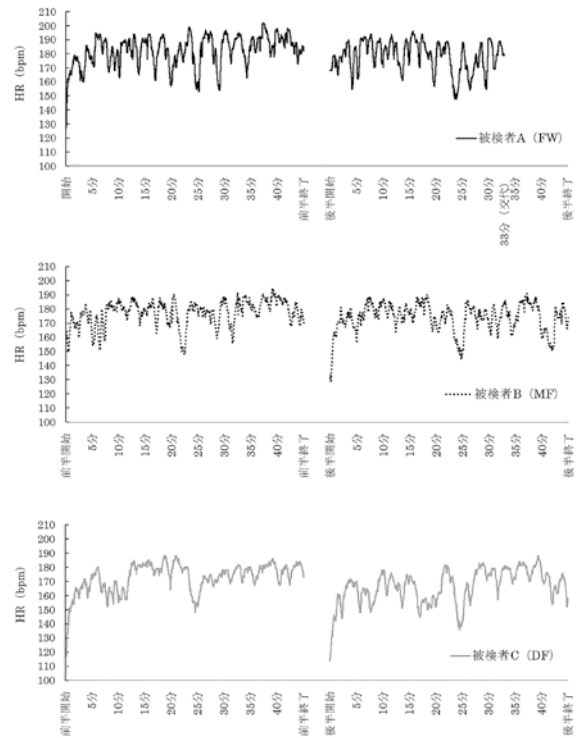 HR (bpm)
210
200
190
180
170
160
150
140
130
120
110
100
被検者A (FW)
開始
5分
10分
15分
20分
25分
30分
35分
40分
前半終了
後半開始
5分
10分
15分
20分
25分
30分
33分 (交代)
35分
40分
HR (bpm)
210
200
190
180
170
160
150
140
130
120
110
100
被検者B (MF)
前半開始
5分
10分
15分
20分
25分
30分
35分
40分
前半終了
後半開始
5分
10分
15分
20分
25分
30分
35分
40分
後半終了
HR (bpm)
210
200
190
180
170
160
150
140
130
120
110
100
被検者C (DF)
前半開始
5分
10分
15分
20分
25分
30分
35分
40分
前半終了
後半開始
5分
10分
15分
20分
25分
30分
35分
40分
後半終了